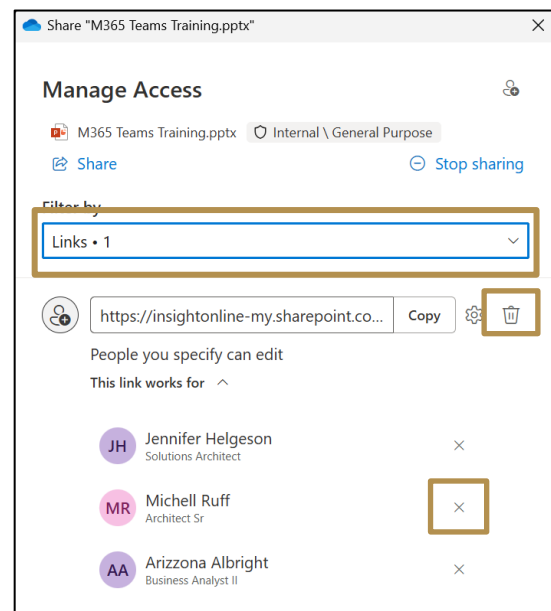 Share "M365 Teams Training.pptx"
Manage Access
M365 Teams Training.pptx Internal \ General Purpose
Share Stop sharing
Filter by
Links • 1
https://insightonline-my.sharepoint.co... Copy
People you specify can edit
This link works for
JH Jennifer Helgeson
Solutions Architect
MR Michell Ruff
Architect Sr
AA Arizzona Albright
Business Analyst II